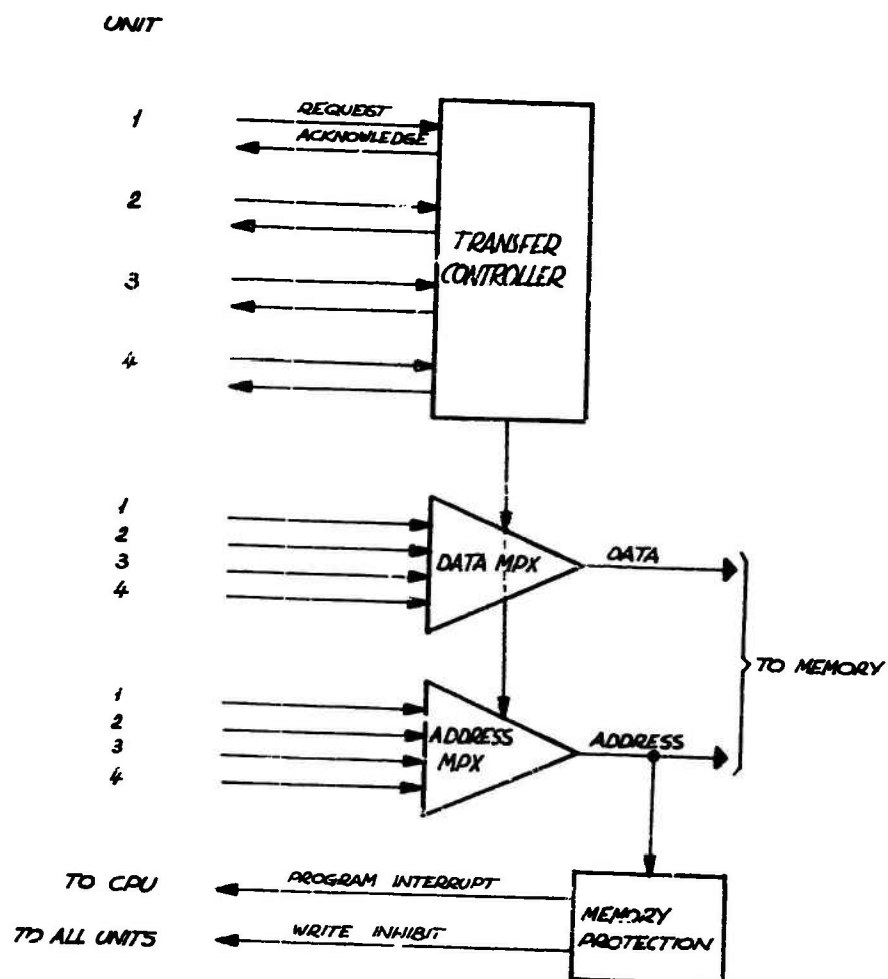 UNIT
1
REQUEST
ACKNOWLEDGE
2
3
4
TRANSFER
CONTROLLER
1
2
3
4
DATA MPX
DATA
TO MEMORY
1
2
3
4
ADDRESS
MPX
ADDRESS
TO CPU
PROGRAM INTERRUPT
TO ALL UNITS
WRITE INHIBIT
MEMORY
PROTECTION